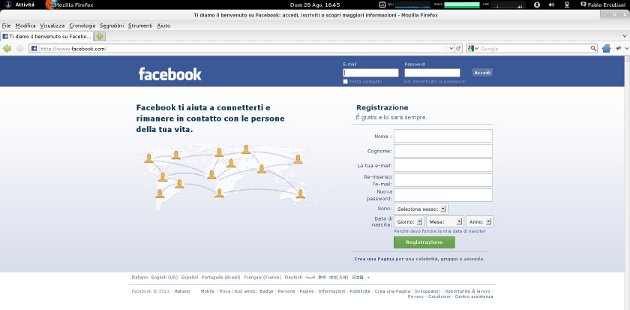 Attività Mozilla Firefox Dom 28 Ago, 16.45 Fabio Erculiani
Ti diamo il benvenuto su Facebook: accedi, iscriviti o scopri maggiori informazioni - Mozilla Firefox
File Modifica Visualizza Cronologia Segnalibri Strumenti Aiuto
Ti diamo il benvenuto su Facebo...
http://www.facebook.com/ Google
facebook
E-mail Password
Accedi
Resta collegato Hai dimenticato la password?
Facebook ti aiuta a connetterti e
rimanere in contatto con le persone
della tua vita.
Registrazione
È gratis e lo sarà sempre.
Nome :
Cognome:
La tua e-mail:
Re-inserisci
l'e-mail:
Nuova
password:
Sono: Seleziona sesso:
Data di
nascita: Giorno: Mese: Anno:
Perché devo fornire la mia data di nascita?
Registrazione
Crea una Pagina per una celebrità, gruppo o azienda.
Italiano English (US) Español Português (Brasil) Français (France) Deutsch
Facebook © 2011 · Italiano
Mobile · Trova i tuoi amici · Badge · Persone · Pagine · Informazioni · Pubblicità · Crea una Pagina · Sviluppatori · Opportunità di lavoro ·
Privacy · Condizioni · Centro assistenza